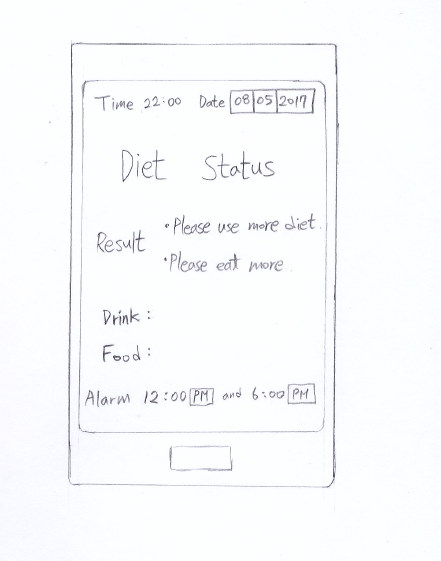 Time 22:00 Date 08 05 2017
Diet Status
Result
•Please use more diet.
•Please eat more.
Drink :
Food :
Alarm 12:00 PM and 6:00 PM